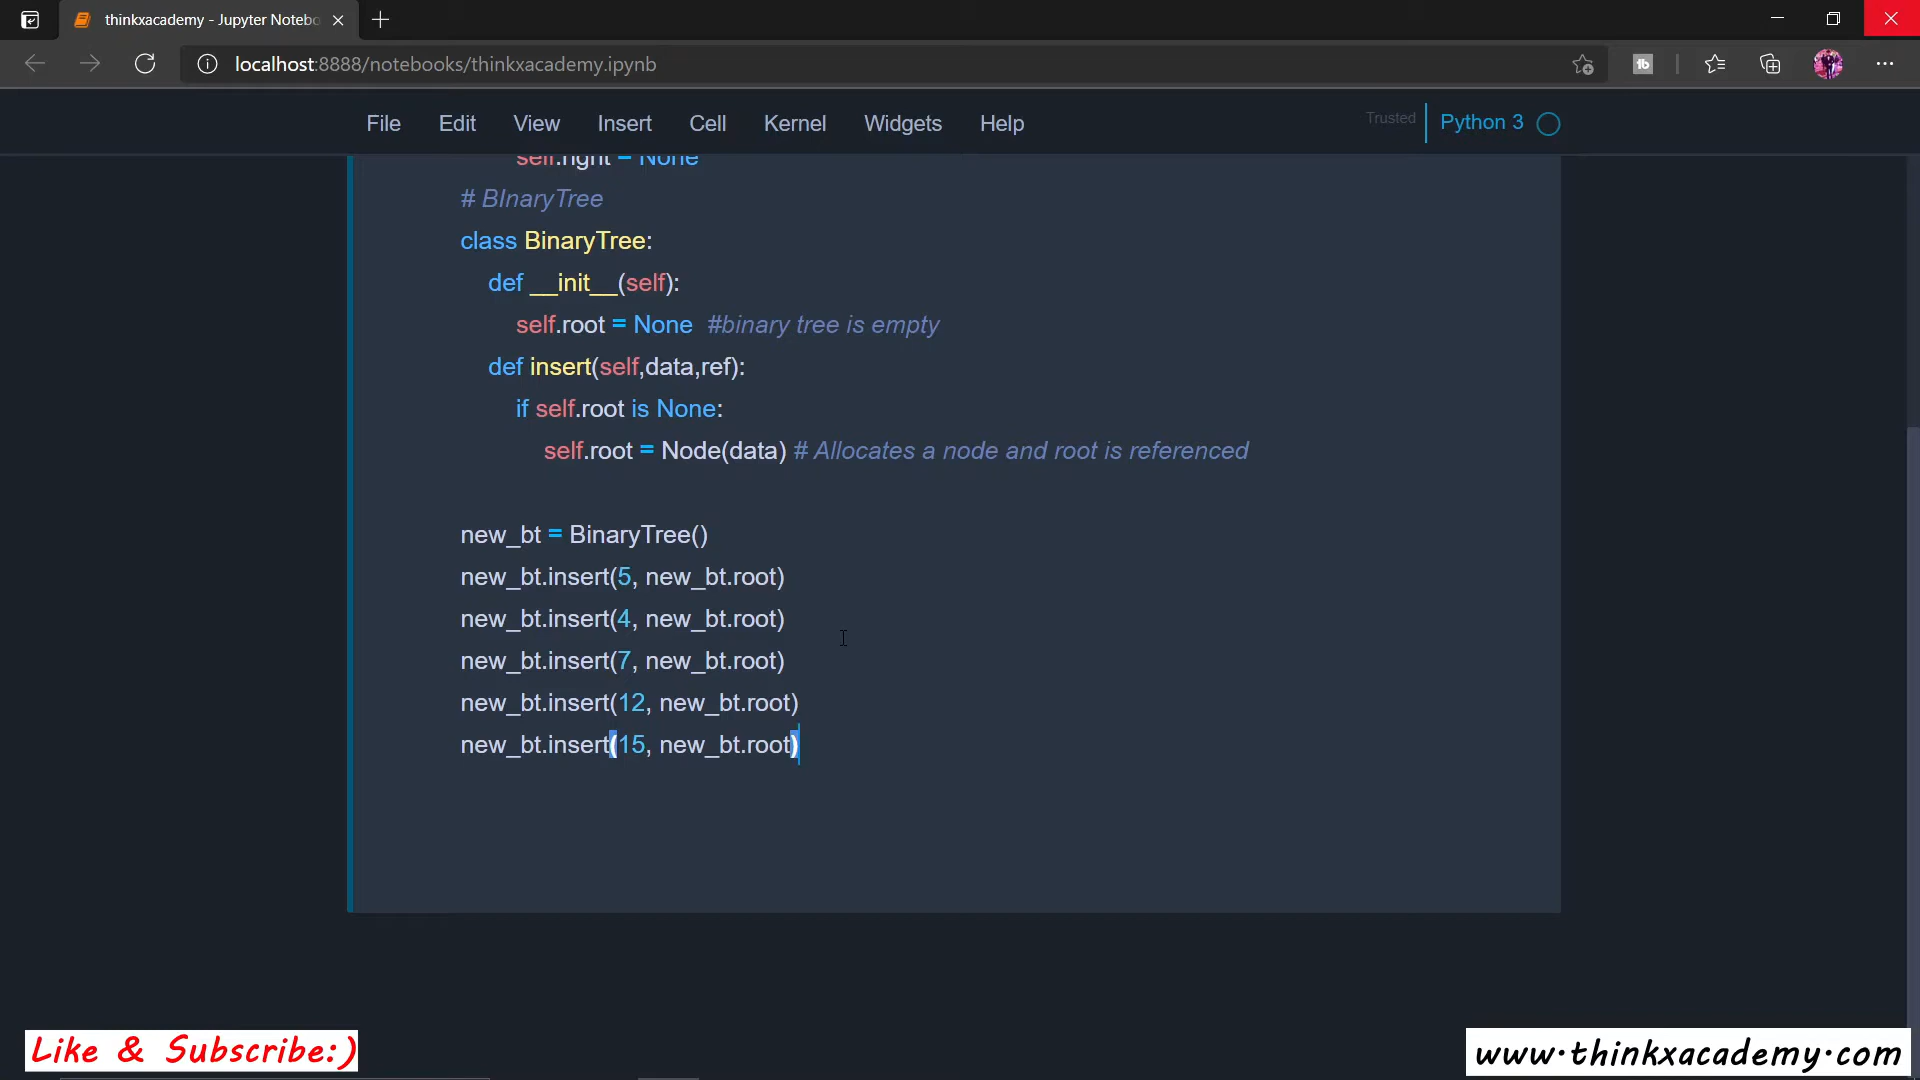 thinkxacademy - Jupyter Notebo
localhost:8888/notebooks/thinkxacademy.ipynb
File Edit View Insert Cell Kernel Widgets Help
Trusted Python 3
self.right = None
# BInaryTree
class BinaryTree:
def __init__(self):
self.root = None #binary tree is empty
def insert(self,data,ref):
if self.root is None:
self.root = Node(data) # Allocates a node and root is referenced
new_bt = BinaryTree()
new_bt.insert(5, new_bt.root)
new_bt.insert(4, new_bt.root)
new_bt.insert(7, new_bt.root)
new_bt.insert(12, new_bt.root)
new_bt.insert(15, new_bt.root)
Like & Subscribe:)
www.thinkxacademy.com